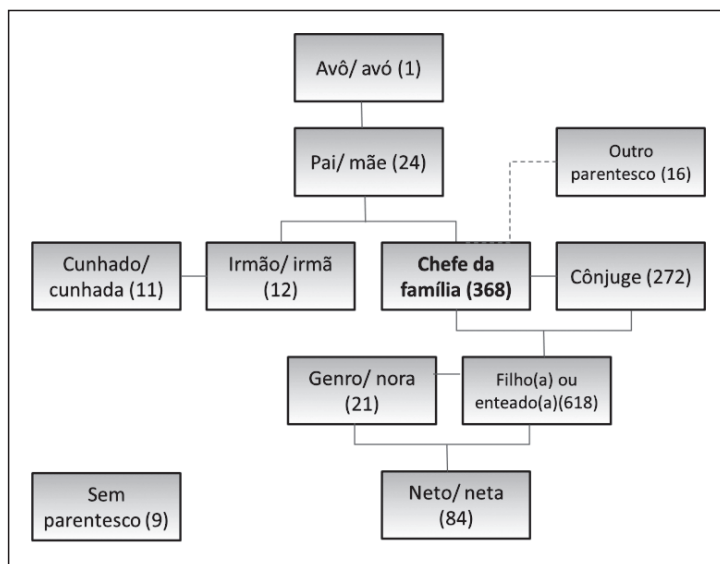 Avô/ avó (1)
Pai/ mãe (24)
Outro
parentesco (16)
Cunhado/
cunhada (11)
Irmão/ irmã
(12)
Chefe da
família (368)
Cônjuge (272)
Genro/ nora
(21)
Filho(a) ou
enteado(a)(618)
Sem
parentesco (9)
Neto/ neta
(84)